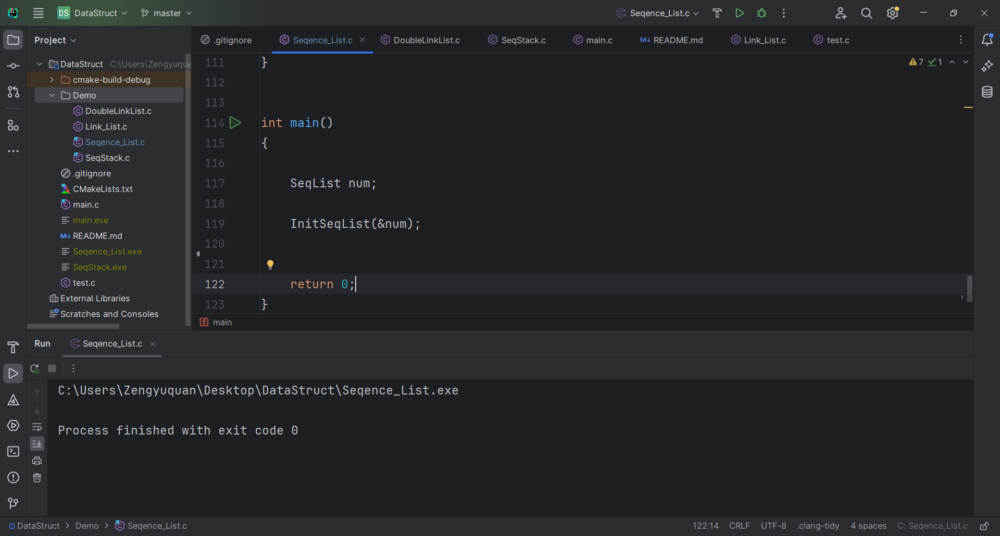 DS DataStruct master Seqence_List.c
Project
.gitignore Seqence_List.c DoubleLinkList.c SeqStack.c main.c M↓ README.md Link_List.c test.c
DataStruct C:\Users\Zengyuqua
cmake-build-debug
Demo
DoubleLinkList.c
Link_List.c
Seqence_List.c
SeqStack.c
.gitignore
CMakeLists.txt
main.c
main.exe
M↓ README.md
Seqence_List.exe
SeqStack.exe
test.c
External Libraries
Scratches and Consoles
7 1
111 }
112
113
114 int main()
115 {
116
117 SeqList num;
118
119 InitSeqList(&num);
120
121
122 return 0;
123 }
f main
Run Seqence_List.c
C:\Users\Zengyuquan\Desktop\DataStruct\Seqence_List.exe
Process finished with exit code 0
DataStruct > Demo > Seqence_List.c 122:14 CRLF UTF-8 .clang-tidy 4 spaces C: Seqence_List.c